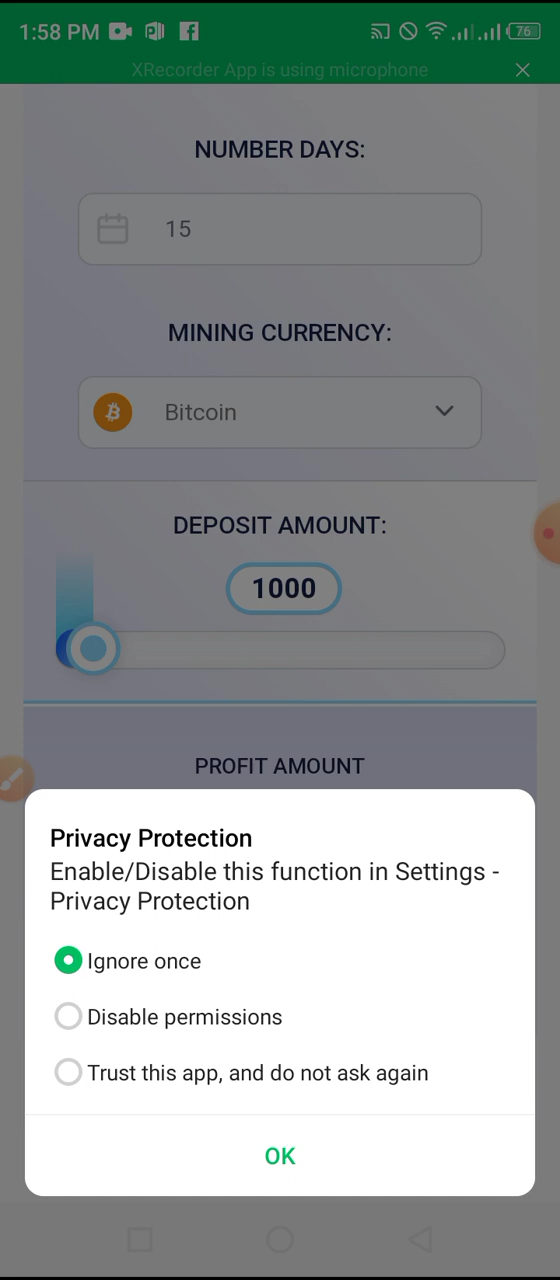 1:58 PM
76
XRecorder App is using microphone
NUMBER DAYS:
15
MINING CURRENCY:
Bitcoin
DEPOSIT AMOUNT:
1000
PROFIT AMOUNT
Privacy Protection
Enable/Disable this function in Settings -
Privacy Protection
Ignore once
Disable permissions
Trust this app, and do not ask again
OK